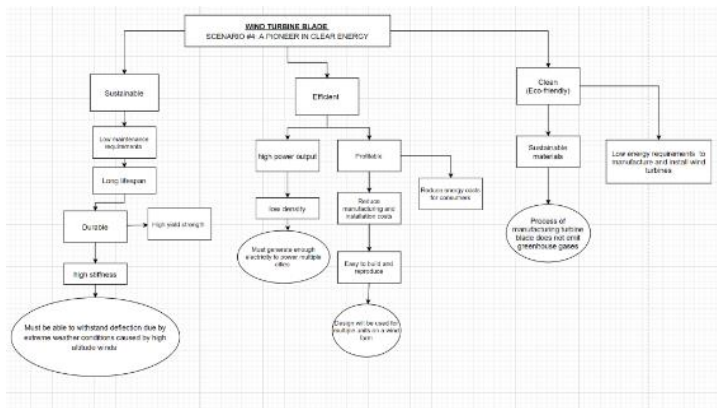 WIND TURBINE BLADE
SCENARIO #4 A PIONEER IN CLEAR ENERGY
Sustainable
Efficient
Clean
(Eco-friendly)
Low maintenance
requirements
high power output
Profitable
Sustainable
materials
Low energy requirements to
manufacture and install wind
turbines
Long lifespan
Reduce energy costs
for consumers
low density
Reduce
manufacturing and
installation costs
Durable
High yield strength
Process of
manufacturing turbine
blade does not emit
greenhouse gases
Must generate enough
electricity to power multiple
cities
high stiffness
Easy to build and
reproduce
Must be able to withstand deflection due by
extreme weather conditions caused by high
altitude winds
Design will be used for
multiple units on a wind
farm